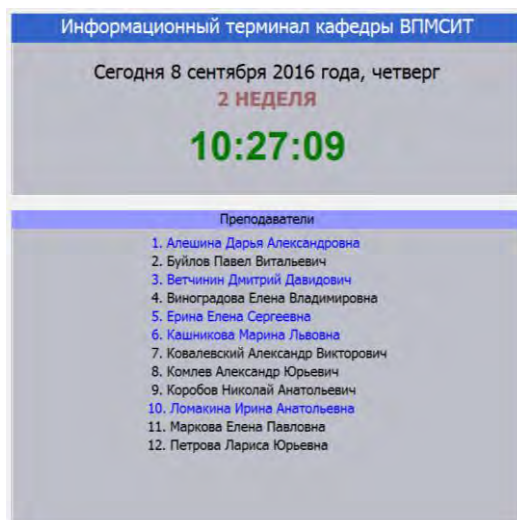 Информационный терминал кафедры ВПМСИТ
Сегодня 8 сентября 2016 года, четверг
2 НЕДЕЛЯ
10:27:09
Преподаватели
1. Алешина Дарья Александровна
2. Буйлов Павел Витальевич
3. Ветчинин Дмитрий Давидович
4. Виноградова Елена Владимировна
5. Ерина Елена Сергеевна
6. Кашникова Марина Львовна
7. Ковалевский Александр Викторович
8. Комлев Александр Юрьевич
9. Коробов Николай Анатольевич
10. Ломакина Ирина Анатольевна
11. Маркова Елена Павловна
12. Петрова Лариса Юрьевна